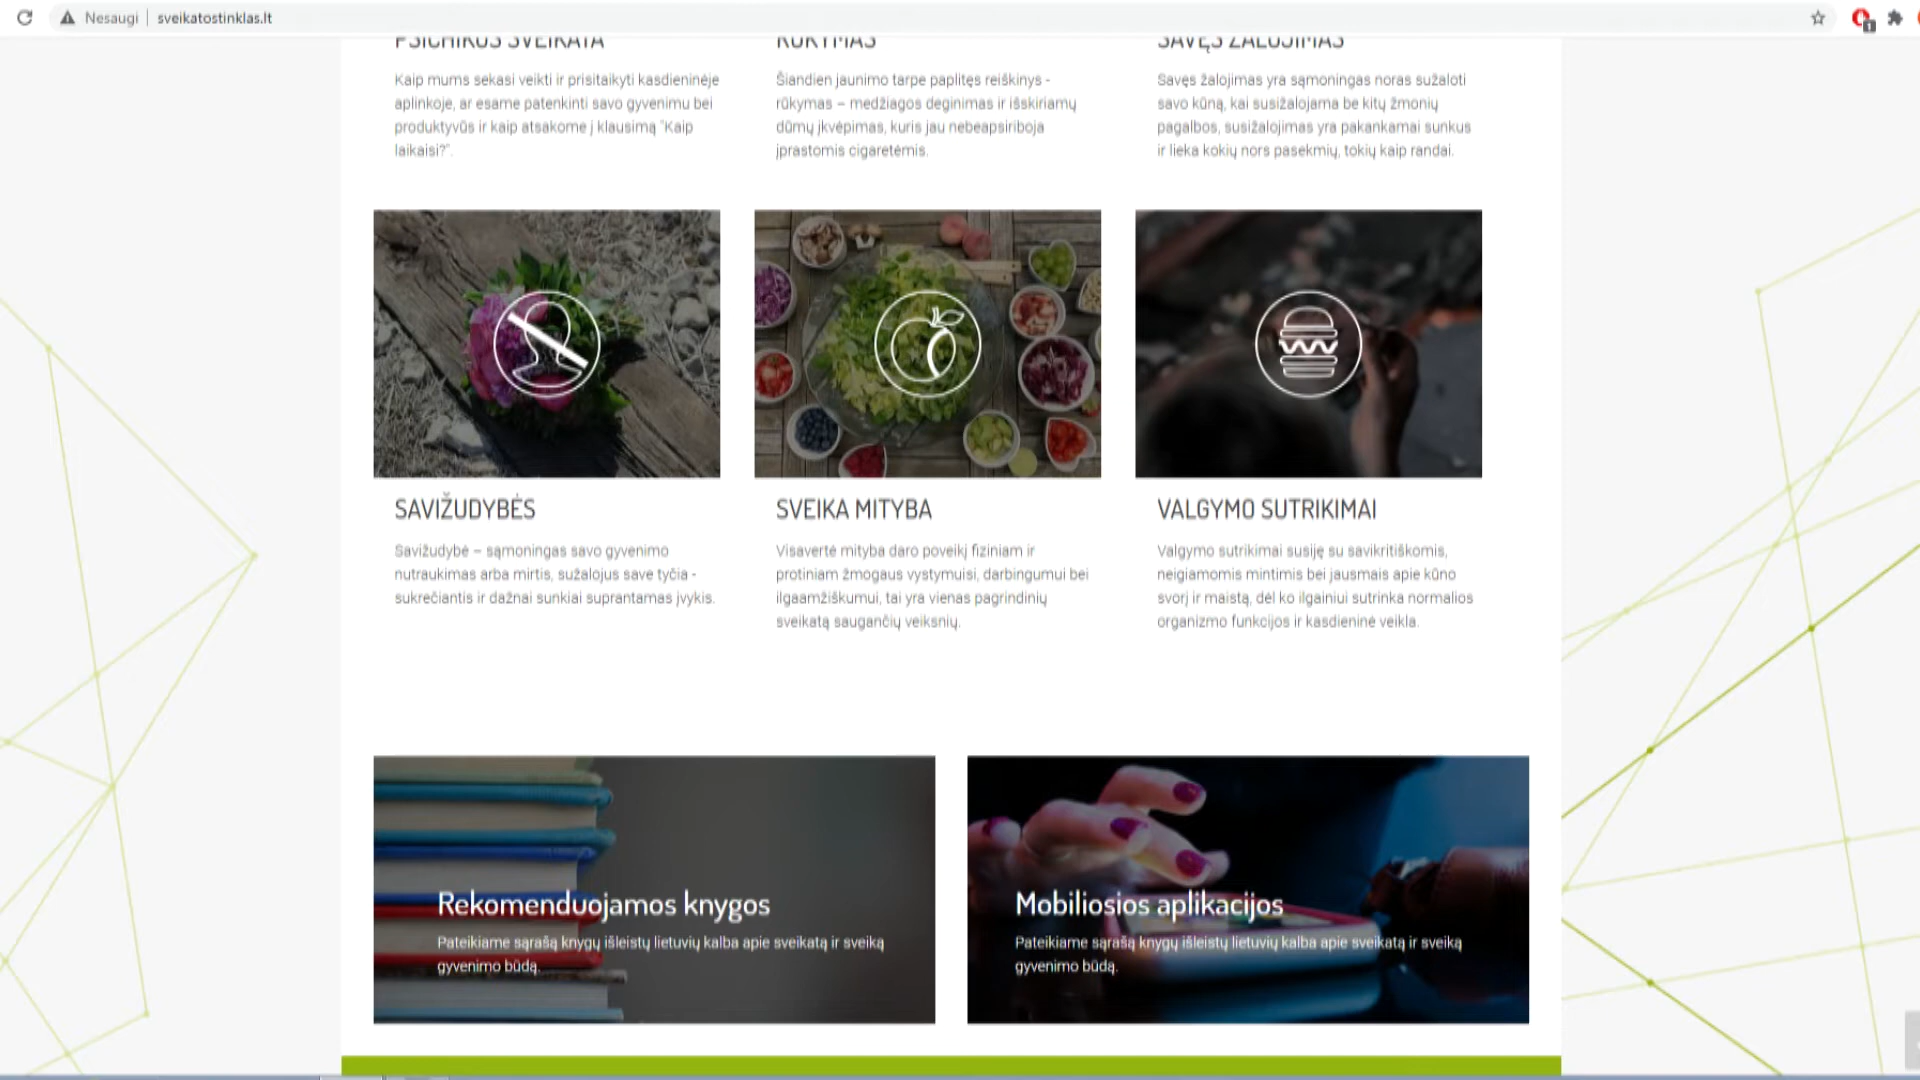 Nesaugi sveikatostinklas.lt
PSICHIKOS SVEIKATA
RŪKYMAS
SAVĘS ŽALOJIMAS
Kaip mums sekasi veikti ir prisitaikyti kasdieninėje
aplinkoje, ar esame patenkinti savo gyvenimu bei
produktyvūs ir kaip atsakome į klausimą "Kaip
laikaisi?".
Šiandien jaunimo tarpe paplitęs reiškinys -
rūkymas – medžiagos deginimas ir išskiriamų
dūmų įkvėpimas, kuris jau nebeapsiriboja
įprastomis cigaretėmis.
Savęs žalojimas yra sąmoningas noras sužaloti
savo kūną, kai susižalojama be kitų žmonių
pagalbos, susižalojimas yra pakankamai sunkus
ir lieka kokių nors pasekmių, tokių kaip randai.
SAVIŽUDYBĖS
Savižudybė – sąmoningas savo gyvenimo
nutraukimas arba mirtis, sužalojus save tyčia -
sukrečiantis ir dažnai sunkiai suprantamas įvykis.
SVEIKA MITYBA
Visavertė mityba daro poveikį fiziniam ir
protiniam žmogaus vystymuisi, darbingumui bei
ilgaamžiškumui, tai yra vienas pagrindinių
sveikatą saugančių veiksnių.
VALGYMO SUTRIKIMAI
Valgymo sutrikimai susiję su savikritiškomis,
neigiamomis mintimis bei jausmais apie kūno
svorį ir maistą, dėl ko ilgainiui sutrinka normalios
organizmo funkcijos ir kasdieninė veikla.
Rekomenduojamos knygos
Pateikiame sąrašą knygų išleistų lietuvių kalba apie sveikatą ir sveiką
gyvenimo būdą.
Mobiliosios aplikacijos
Pateikiame sąrašą knygų išleistų lietuvių kalba apie sveikatą ir sveiką
gyvenimo būdą.